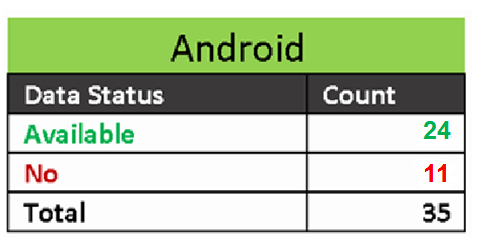 Android
Data Status Count
Available 24
No 11
Total 35